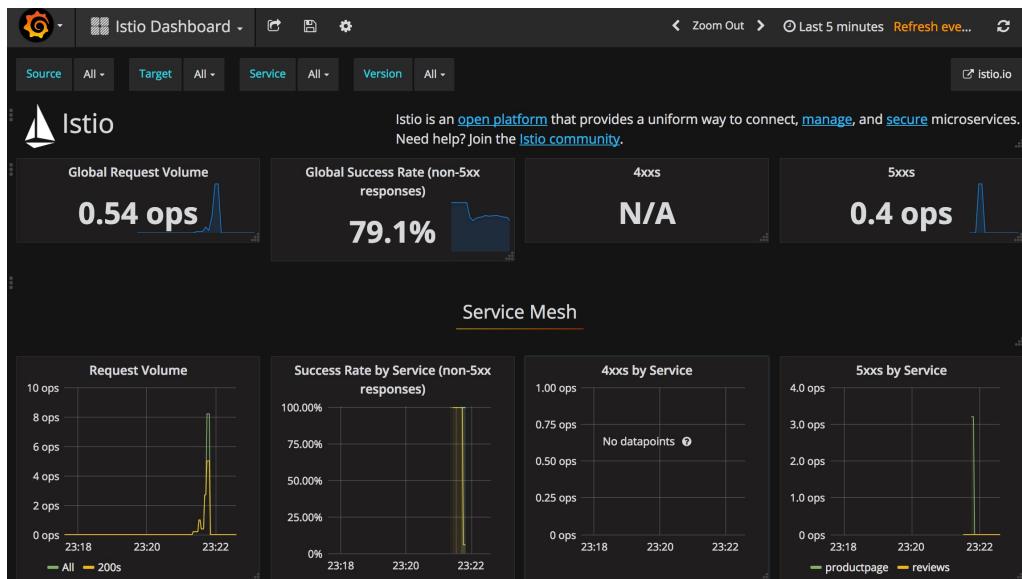 Istio Dashboard
Zoom Out
Last 5 minutes Refresh eve...
Source All Target All Service All Version All
istio.io
Istio
Istio is an open platform that provides a uniform way to connect, manage, and secure microservices.
Need help? Join the Istio community.
Global Request Volume
0.54 ops
Global Success Rate (non-5xx
responses)
79.1%
4xxs
N/A
5xxs
0.4 ops
Service Mesh
Request Volume
10 ops
8 ops
6 ops
4 ops
2 ops
0 ops
23:18 23:20 23:22
All 200s
Success Rate by Service (non-5xx
responses)
100.00%
75.00%
50.00%
25.00%
0%
23:18 23:20 23:22
4xxs by Service
1.00 ops
0.75 ops
No datapoints
0.50 ops
0.25 ops
0 ops
23:18 23:20 23:22
5xxs by Service
4.0 ops
3.0 ops
2.0 ops
1.0 ops
0 ops
23:18 23:20 23:22
productpage reviews